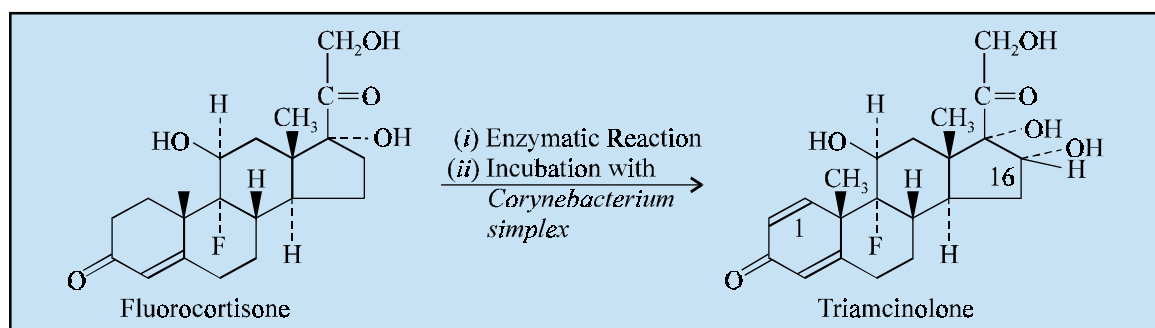 CH2OH
C=O
H
CH3
OH
HO
H
F
H
O
Fluorocortisone
(i) Enzymatic Reaction
(ii) Incubation with
Corynebacterium
simplex
CH2OH
C=O
H
CH3
OH
OH
HO
H
16
CH3
H
1
F
H
O
Triamcinolone